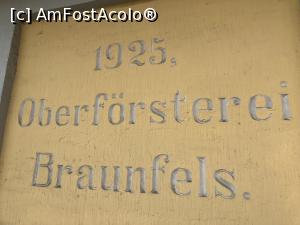 [c] AmFostAcolo®
1925,
Oberförsterei
Braunfels.